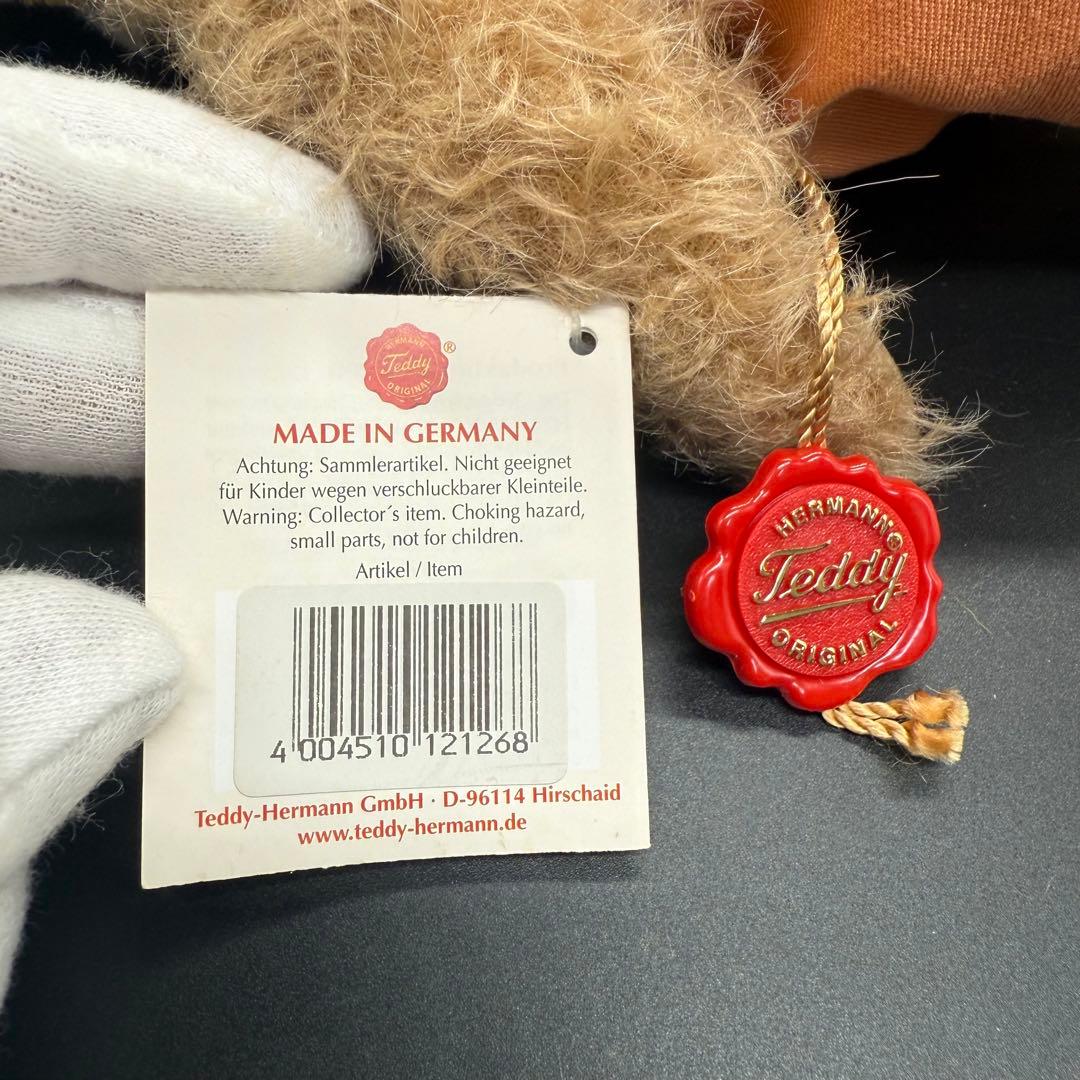 HERMANN
Teddy ®
ORIGINAL
MADE IN GERMANY
Achtung: Sammlerartikel. Nicht geeignet
für Kinder wegen verschluckbarer Kleinteile.
Warning: Collector´s item. Choking hazard,
small parts, not for children.
Artikel / Item
4 004510 121268
Teddy-Hermann GmbH · D-96114 Hirschaid
www.teddy-hermann.de
HERMANN®
Teddy
ORIGINAL